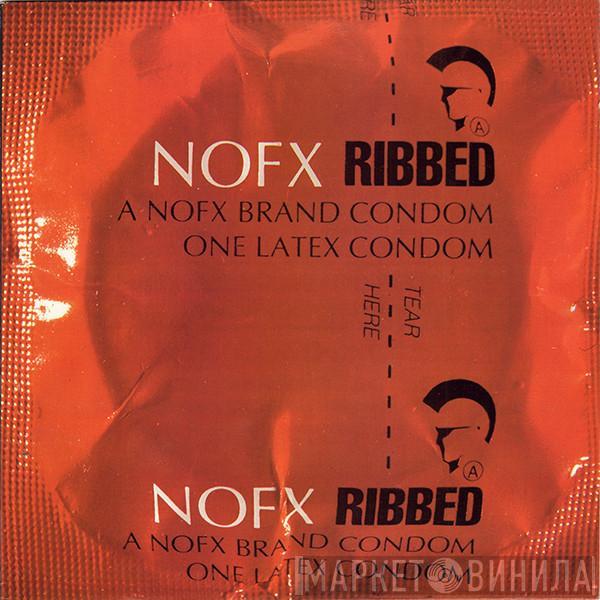 TEAR
HERE
A
NOFX RIBBED
A NOFX BRAND CONDOM
ONE LATEX CONDOM
TEAR
HERE
A
NOFX RIBBED
A NOFX BRAND CONDOM
ONE LATEX CONDOM
МАРКЕТ ВИНИЛА